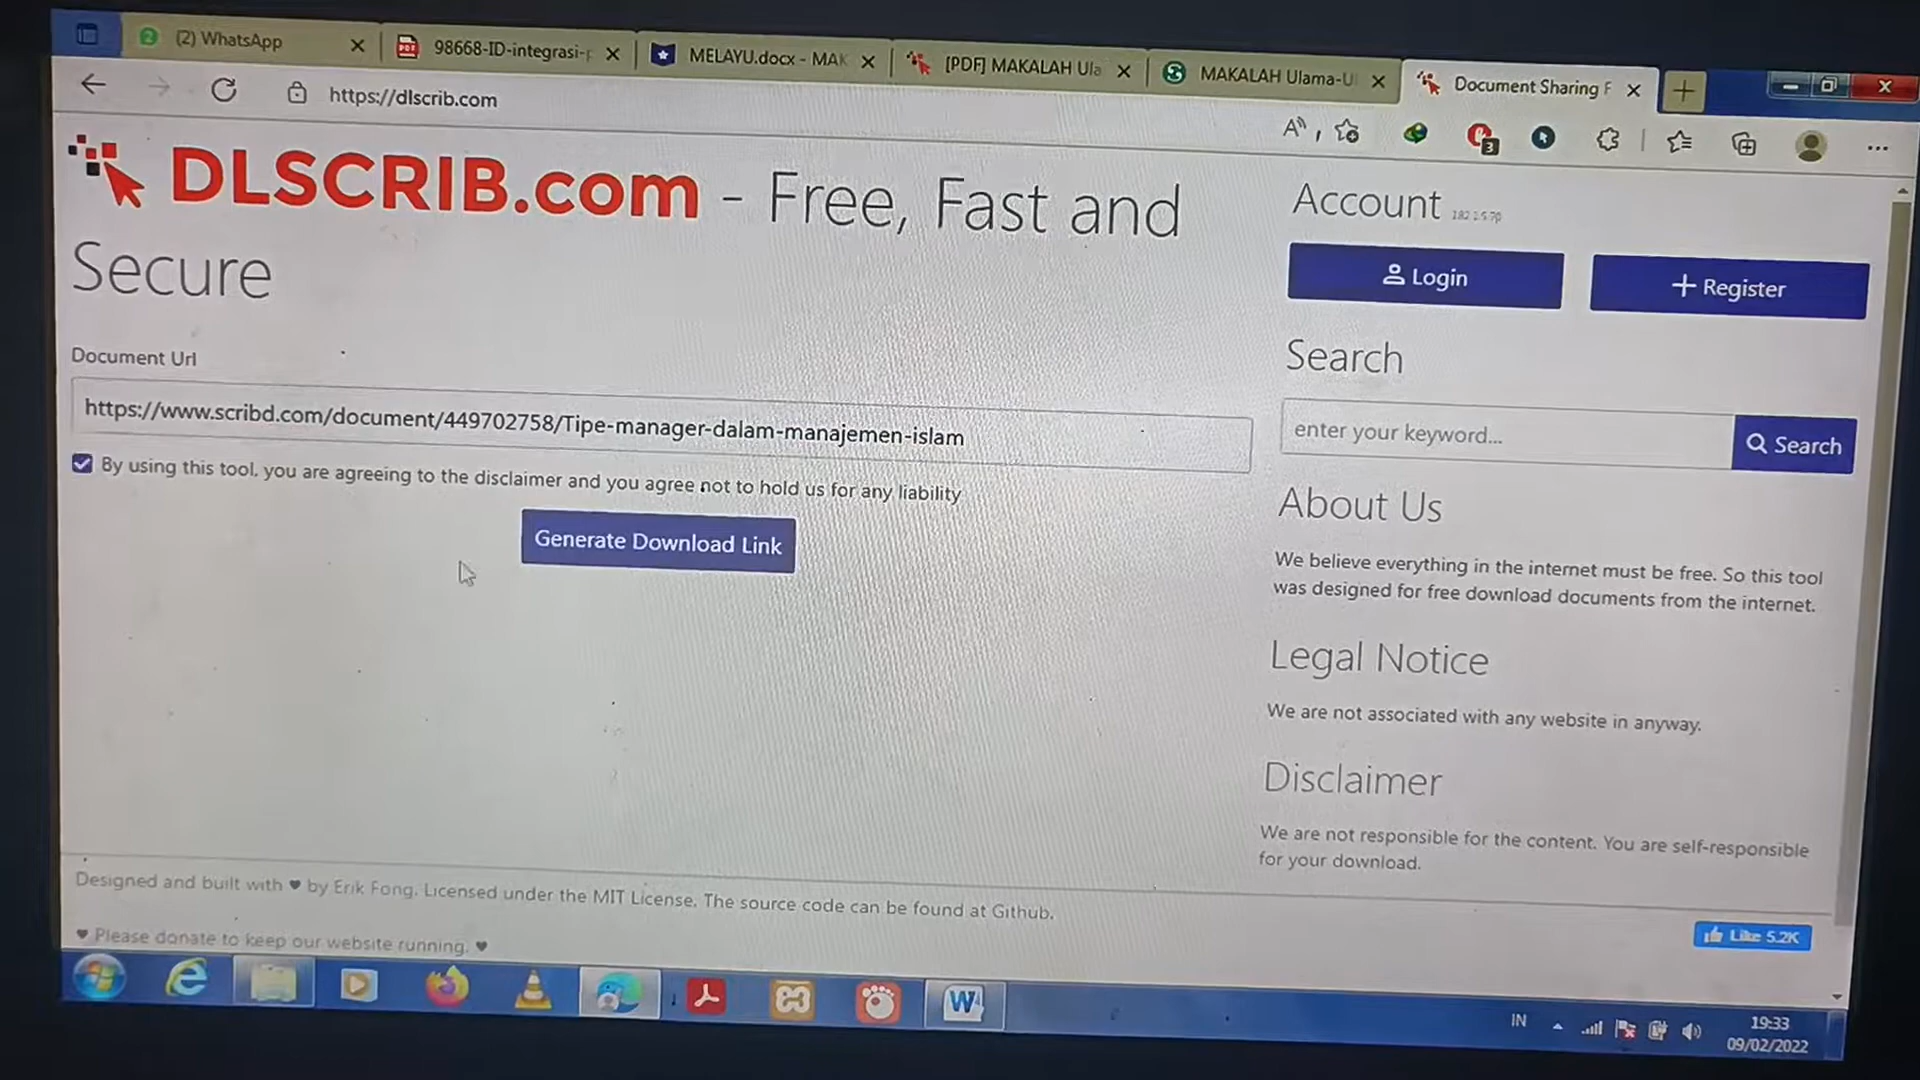 (2) WhatsApp
98668-ID-integrasi-p
MELAYU.docx - MAK
[PDF] MAKALAH Ula
MAKALAH Ulama-U
Document Sharing F
https://dlscrib.com
3
DLSCRIB.com - Free, Fast and
Secure
Document Url
https://www.scribd.com/document/449702758/Tipe-manager-dalam-manajemen-islam
By using this tool, you are agreeing to the disclaimer and you agree not to hold us for any liability
Generate Download Link
Account
Login
Register
Search
enter your keyword...
Search
About Us
We believe everything in the internet must be free. So this tool
was designed for free download documents from the internet.
Legal Notice
We are not associated with any website in anyway.
Disclaimer
We are not responsible for the content. You are self-responsible
for your download.
Designed and built with ♥ by Erik Fong. Licensed under the MIT License. The source code can be found at Github.
♥ Please donate to keep our website running. ♥
Like 5.2K
IN
19:33
09/02/2022